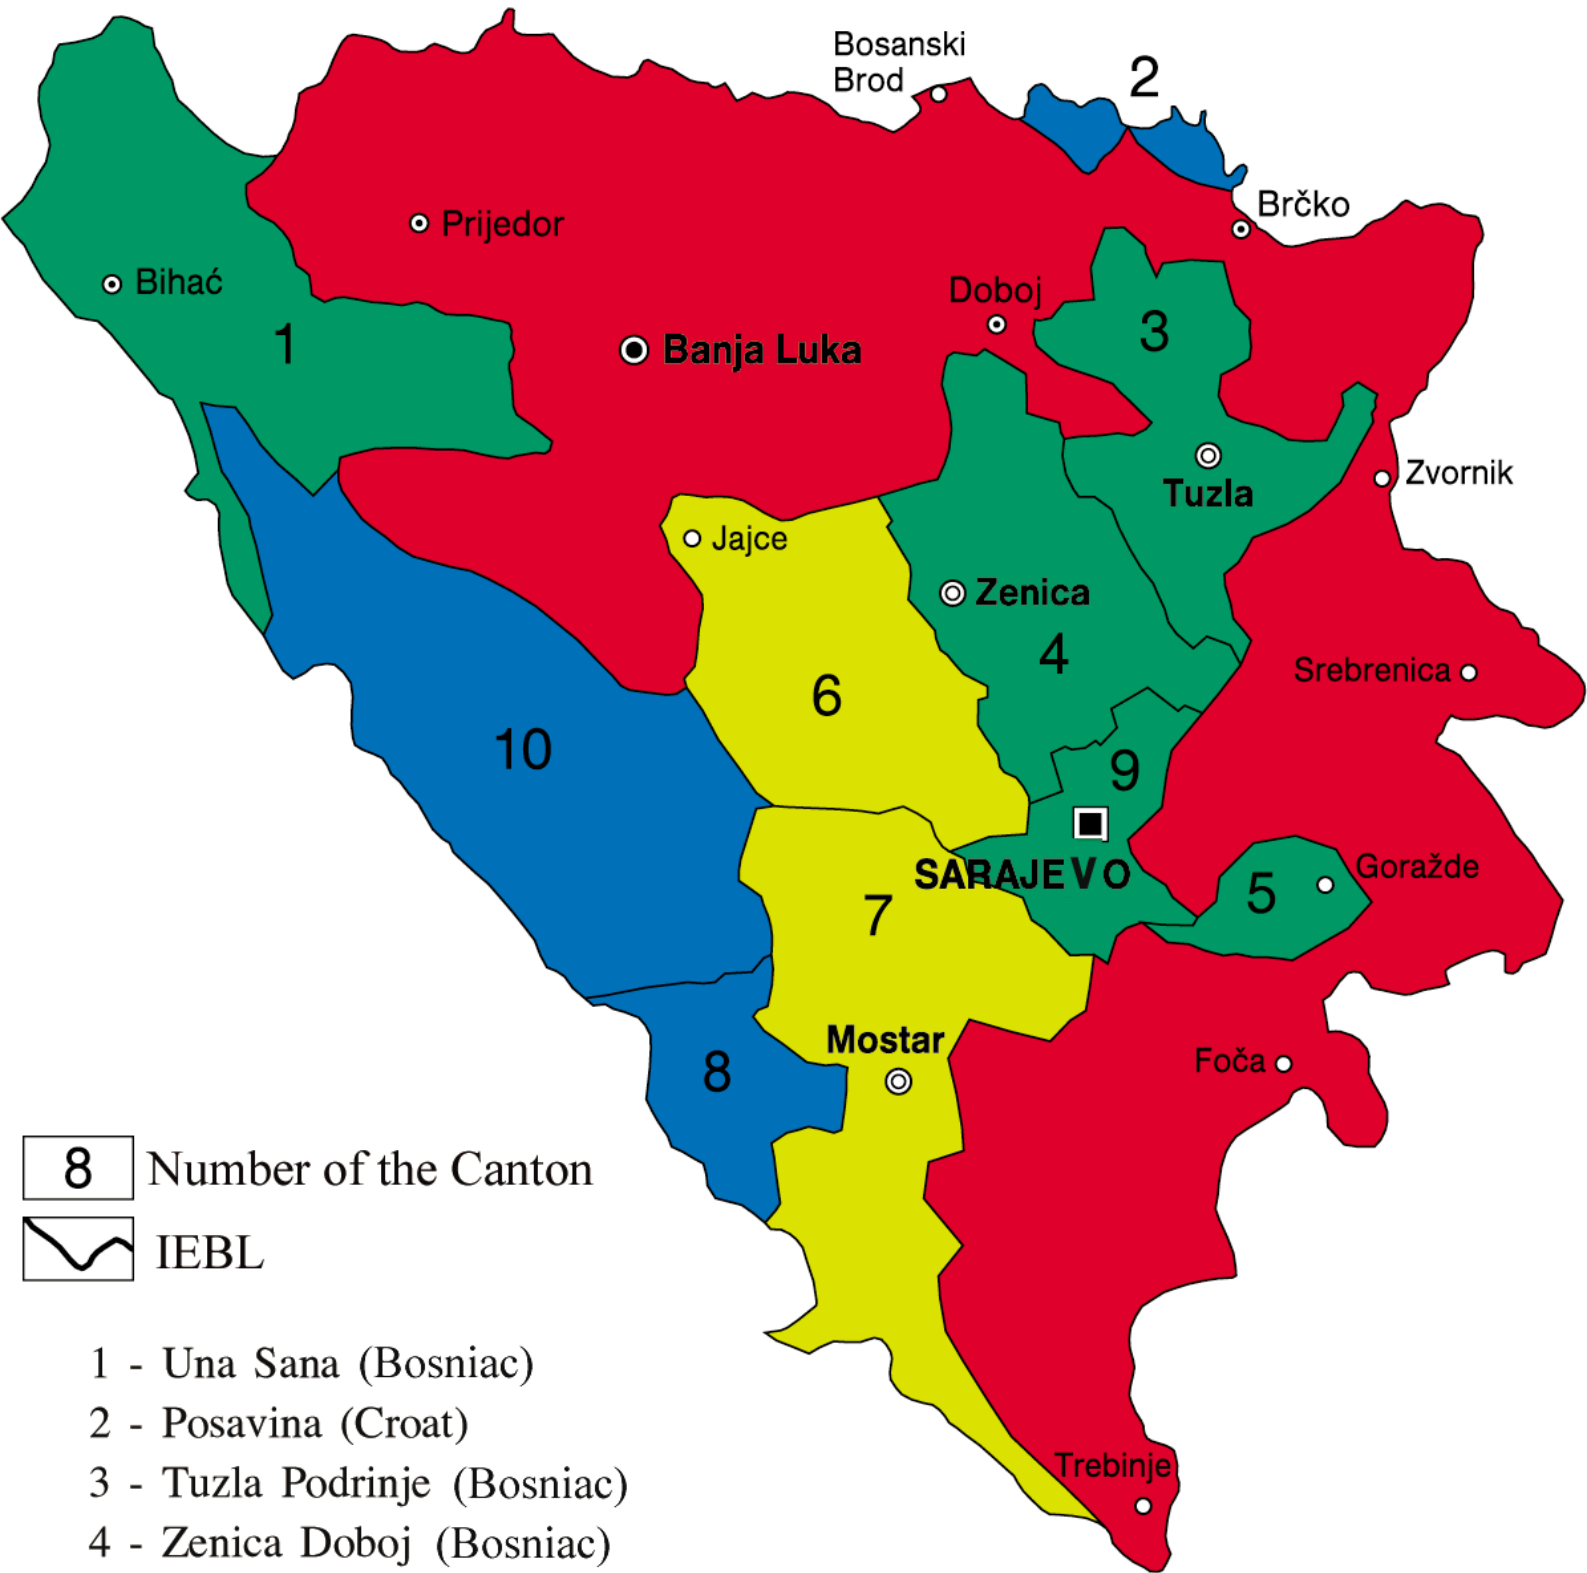 Bosanski
Brod
2
Brčko
Prijedor
Bihać
Doboj
1
3
Banja Luka
Tuzla
Zvornik
Jajce
Zenica
4
Srebrenica
6
10
9
SARAJEVO
5
Goražde
7
Mostar
Foča
8
8 Number of the Canton
IEBL
1 - Una Sana (Bosniac)
2 - Posavina (Croat)
3 - Tuzla Podrinje (Bosniac)
4 - Zenica Doboj (Bosniac)
Trebinje